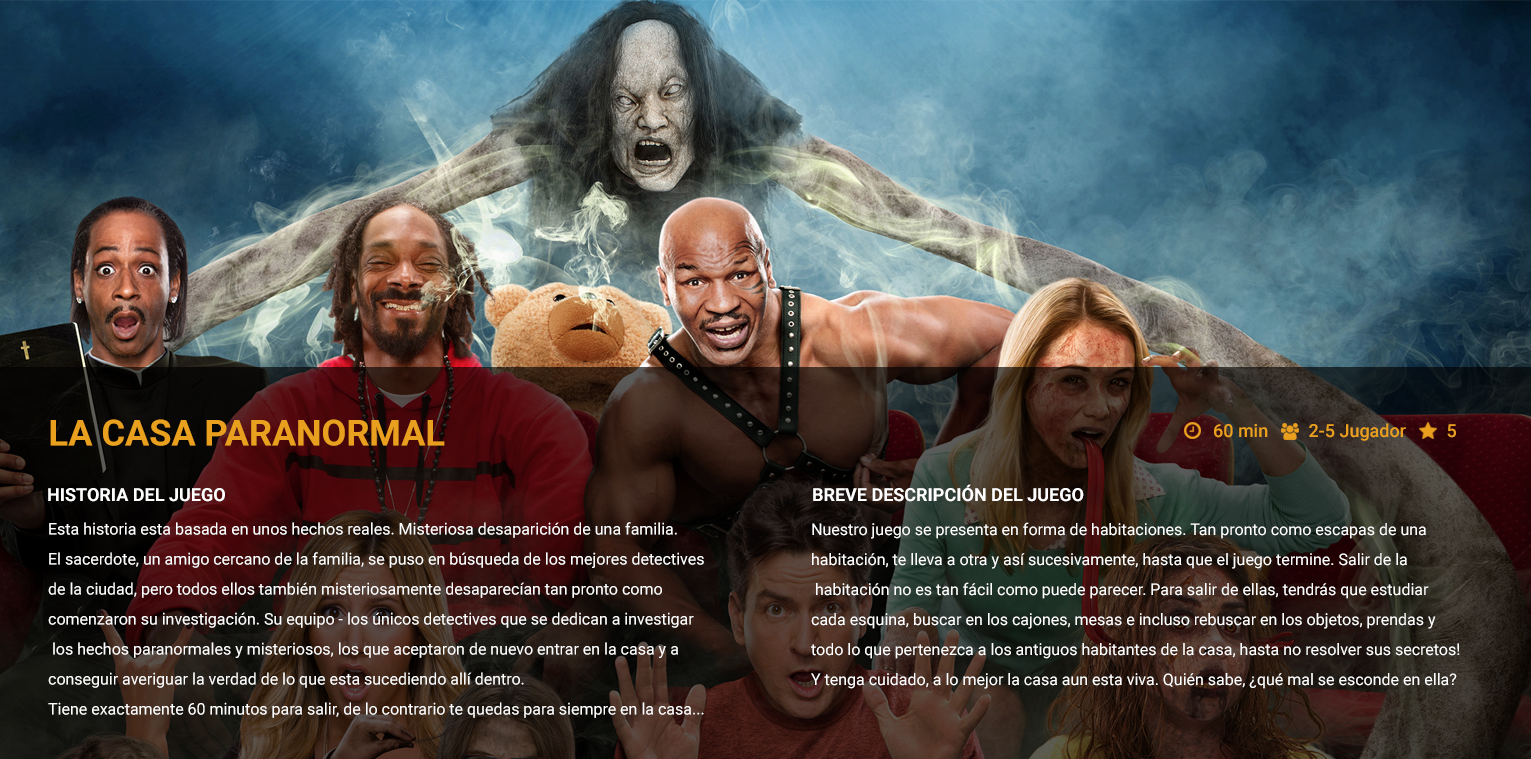 LA CASA PARANORMAL
60 min 2-5 Jugador 5
HISTORIA DEL JUEGO
Esta historia esta basada en unos hechos reales. Misteriosa desaparición de una familia.
El sacerdote, un amigo cercano de la familia, se puso en búsqueda de los mejores detectives
de la ciudad, pero todos ellos también misteriosamente desaparecían tan pronto como
comenzaron su investigación. Su equipo - los únicos detectives que se dedican a investigar
los hechos paranormales y misteriosos, los que aceptaron de nuevo entrar en la casa y a
conseguir averiguar la verdad de lo que esta sucediendo allí dentro.
Tiene exactamente 60 minutos para salir, de lo contrario te quedas para siempre en la casa...
BREVE DESCRIPCIÓN DEL JUEGO
Nuestro juego se presenta en forma de habitaciones. Tan pronto como escapas de una
habitación, te lleva a otra y así sucesivamente, hasta que el juego termine. Salir de la
habitación no es tan fácil como puede parecer. Para salir de ellas, tendrás que estudiar
cada esquina, buscar en los cajones, mesas e incluso rebuscar en los objetos, prendas y
todo lo que pertenezca a los antiguos habitantes de la casa, hasta no resolver sus secretos!
Y tenga cuidado, a lo mejor la casa aun esta viva. Quién sabe, ¿qué mal se esconde en ella?